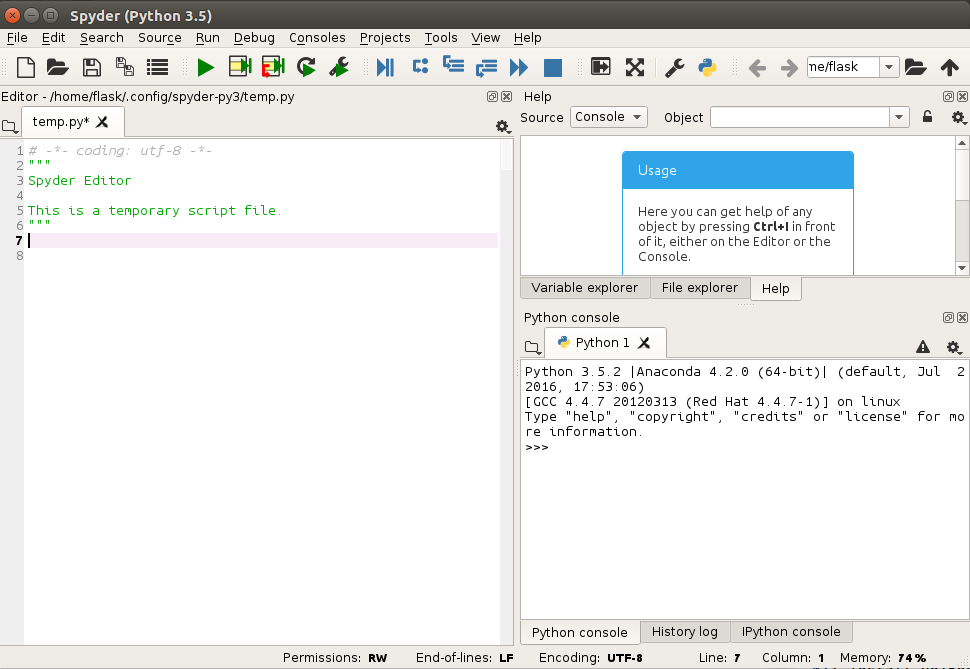 Spyder (Python 3.5)
File Edit Search Source Run Debug Consoles Projects Tools View Help
me/flask
Editor - /home/flask/.config/spyder-py3/temp.py
temp.py*
1 # -*- coding: utf-8 -*-
2 """
3 Spyder Editor
4
5 This is a temporary script file.
6 """
7
8
Help
Source Console Object
Usage
Here you can get help of any
object by pressing Ctrl+I in front
of it, either on the Editor or the
Console.
Variable explorer File explorer Help
Python console
Python 1
Python 3.5.2 |Anaconda 4.2.0 (64-bit)| (default, Jul  2
2016, 17:53:06)
[GCC 4.4.7 20120313 (Red Hat 4.4.7-1)] on linux
Type "help", "copyright", "credits" or "license" for mo
re information.
>>>
Python console History log IPython console
Permissions: RW End-of-lines: LF Encoding: UTF-8 Line: 7 Column: 1 Memory: 74%